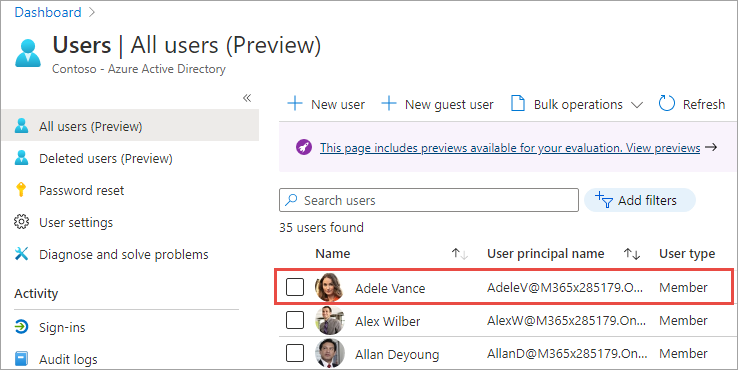 Dashboard >
Users | All users (Preview)
Contoso - Azure Active Directory
«
All users (Preview)
Deleted users (Preview)
Password reset
User settings
Diagnose and solve problems
Activity
Sign-ins
Audit logs
+ New user + New guest user Bulk operations Refresh
This page includes previews available for your evaluation. View previews →
Search users Add filters
35 users found
Name ↑↓ User principal name ↑↓ User type
Adele Vance AdeleV@M365x285179.O... Member
Alex Wilber AlexW@M365x285179.On... Member
Allan Deyoung AllanD@M365x285179.On... Member